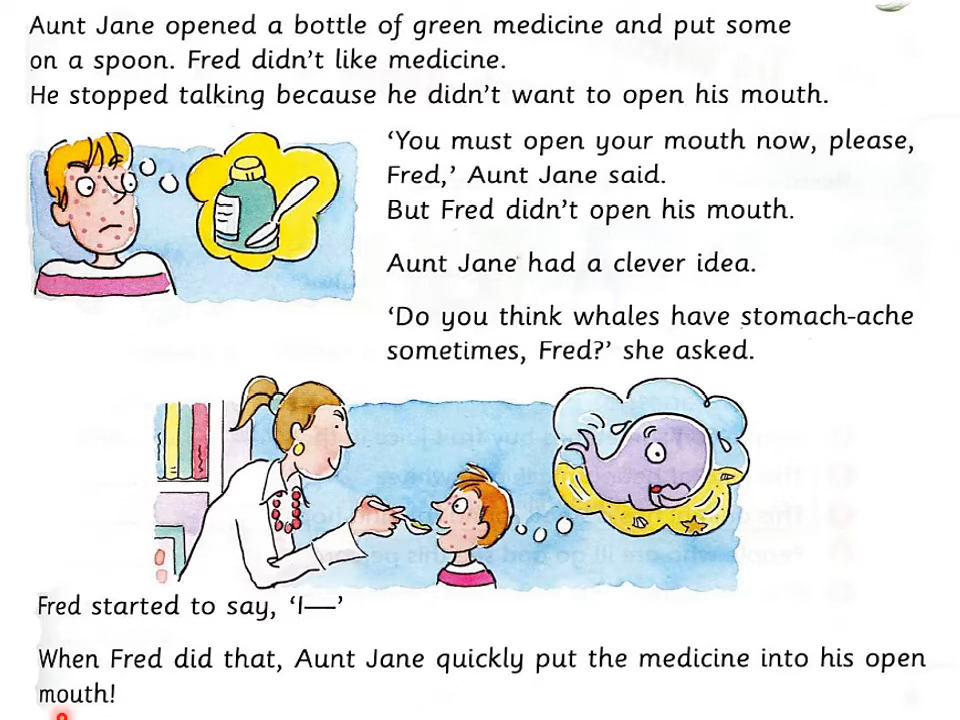 Aunt Jane opened a bottle of green medicine and put some
on a spoon. Fred didn't like medicine.
He stopped talking because he didn't want to open his mouth.
'You must open your mouth now, please,
Fred,' Aunt Jane said.
But Fred didn't open his mouth.
Aunt Jane had a clever idea.
'Do you think whales have stomach-ache
sometimes, Fred?' she asked.
Fred started to say, 'I—'
When Fred did that, Aunt Jane quickly put the medicine into his open
mouth!